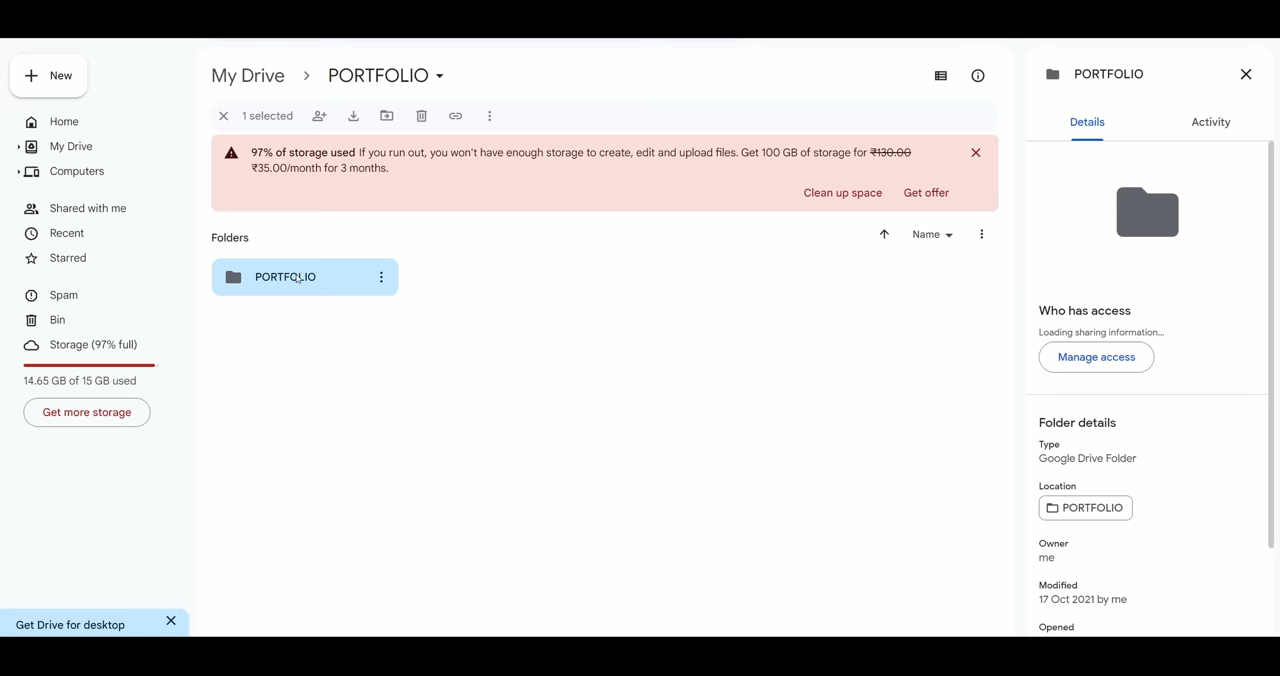 New
Home
My Drive
Computers
Shared with me
Recent
Starred
Spam
Bin
Storage (97% full)
14.65 GB of 15 GB used
Get more storage
Get Drive for desktop
My Drive > PORTFOLIO
1 selected
97% of storage used If you run out, you won't have enough storage to create, edit and upload files. Get 100 GB of storage for ₹130.00
₹35.00/month for 3 months.
Clean up space Get offer
Folders
Name
PORTFOLIO
PORTFOLIO
Details Activity
Who has access
Loading sharing information...
Manage access
Folder details
Type
Google Drive Folder
Location
PORTFOLIO
Owner
me
Modified
17 Oct 2021 by me
Opened